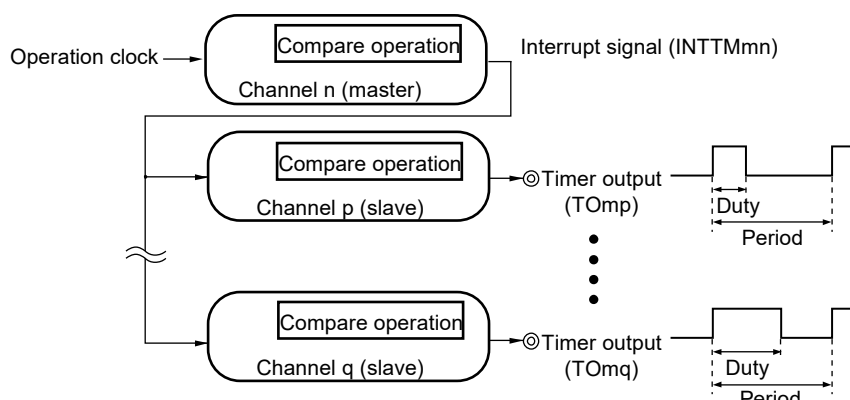 Compare operation
Operation clock
Interrupt signal (INTTMmn)
Channel n (master)
Compare operation
Timer output
(TOmp)
Channel p (slave)
Duty
Period
Compare operation
Timer output
(TOmq)
Channel q (slave)
Duty
Period